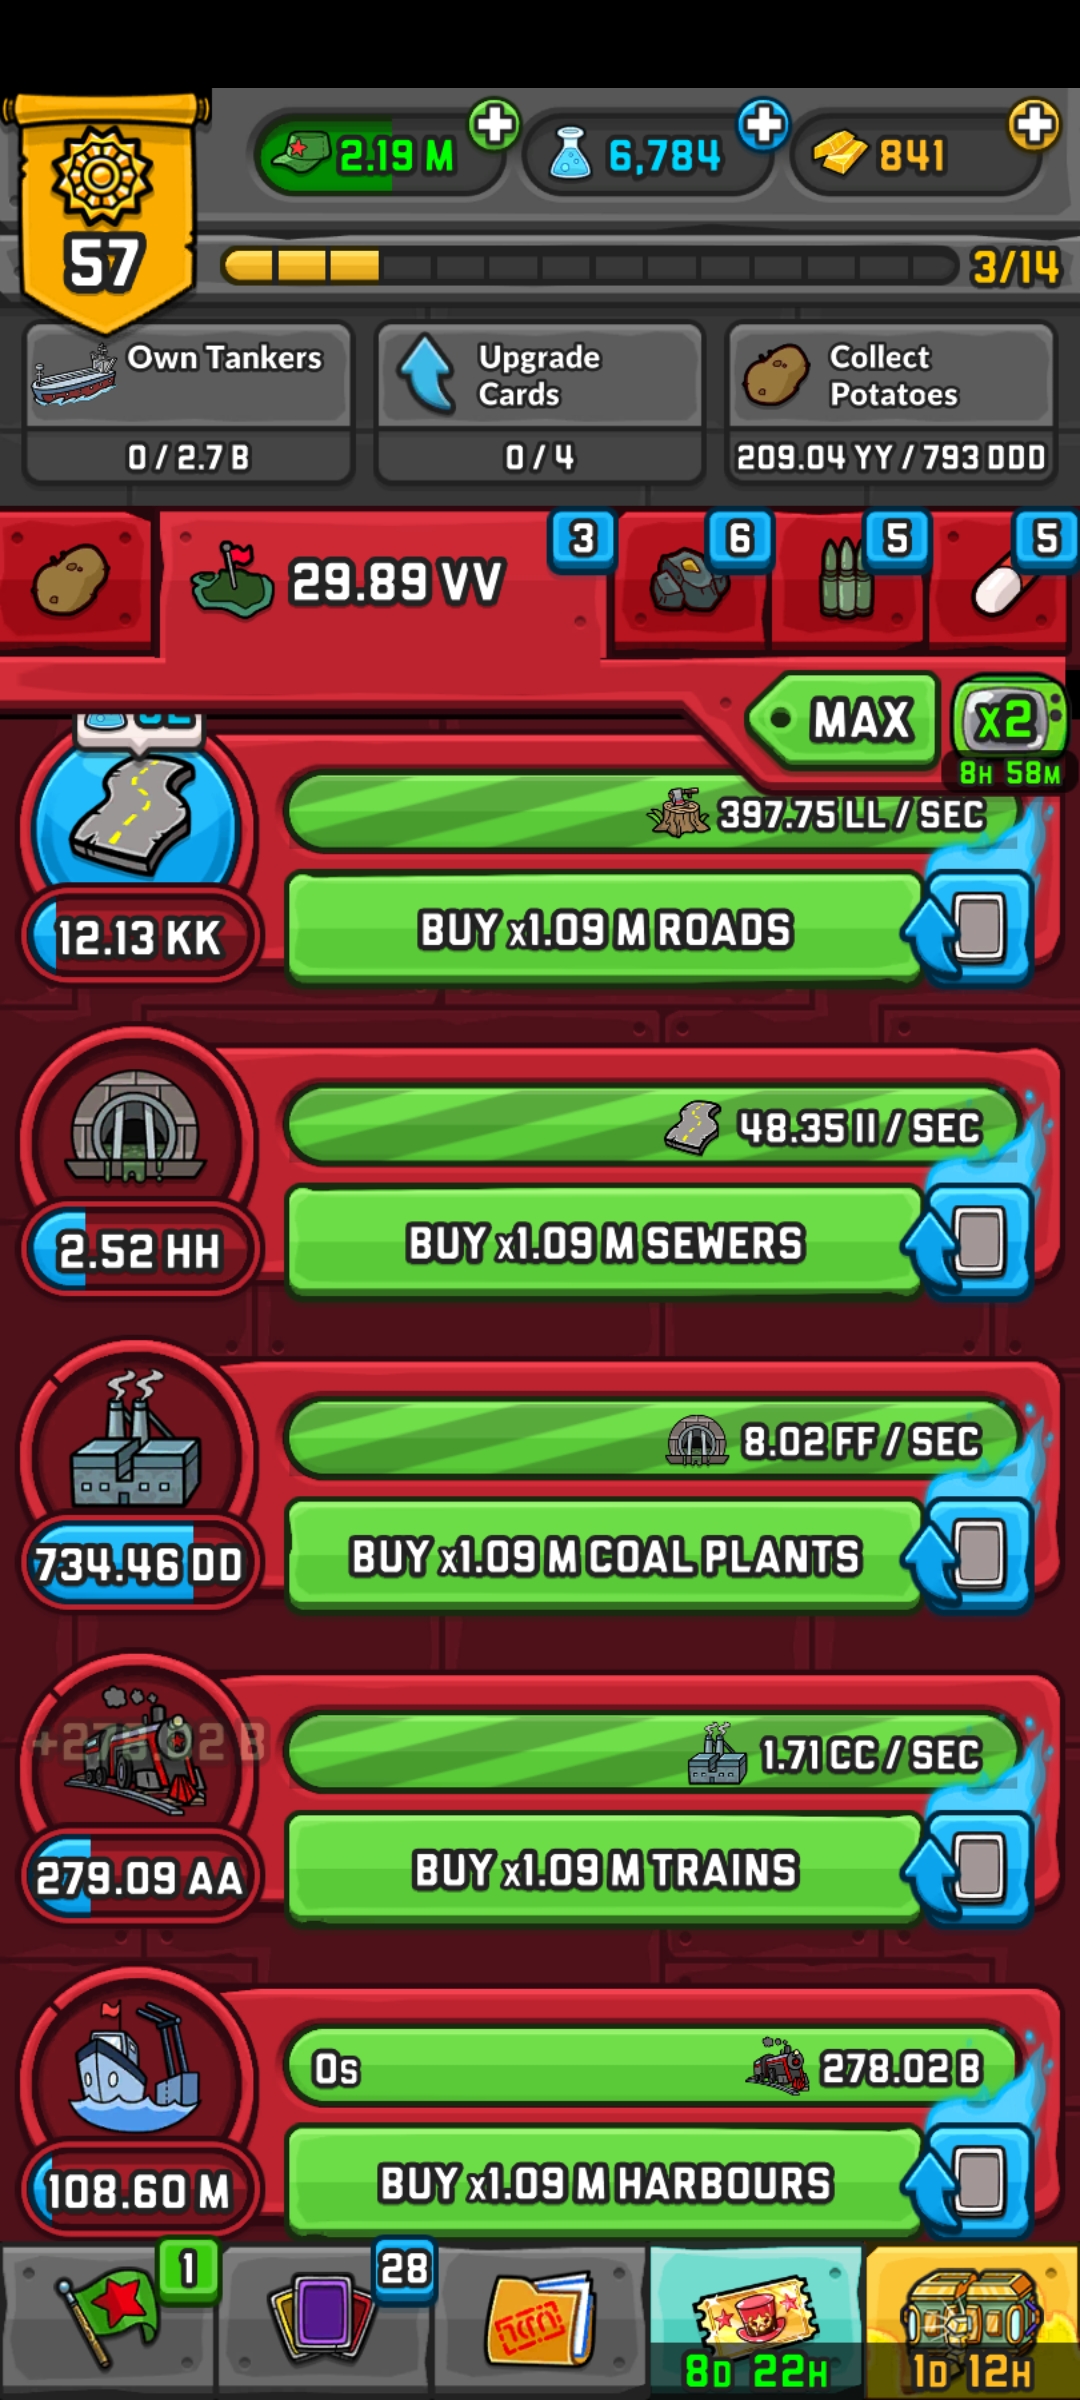 2.19 M
6,784
841
57
3/14
Own Tankers
0 / 2.7 B
Upgrade
Cards
0 / 4
Collect
Potatoes
209.04 YY / 793 DDD
29.89 VV
3
6
5
5
MAX
x2
8H 58M
397.75 LL / SEC
12.13 KK
BUY x1.09 M ROADS
48.35 II / SEC
2.52 HH
BUY x1.09 M SEWERS
8.02 FF / SEC
734.46 DD
BUY x1.09 M COAL PLANTS
1.71 CC / SEC
279.09 AA
BUY x1.09 M TRAINS
0s
278.02 B
108.60 M
BUY x1.09 M HARBOURS
1
28
8D 22H
1D 12H